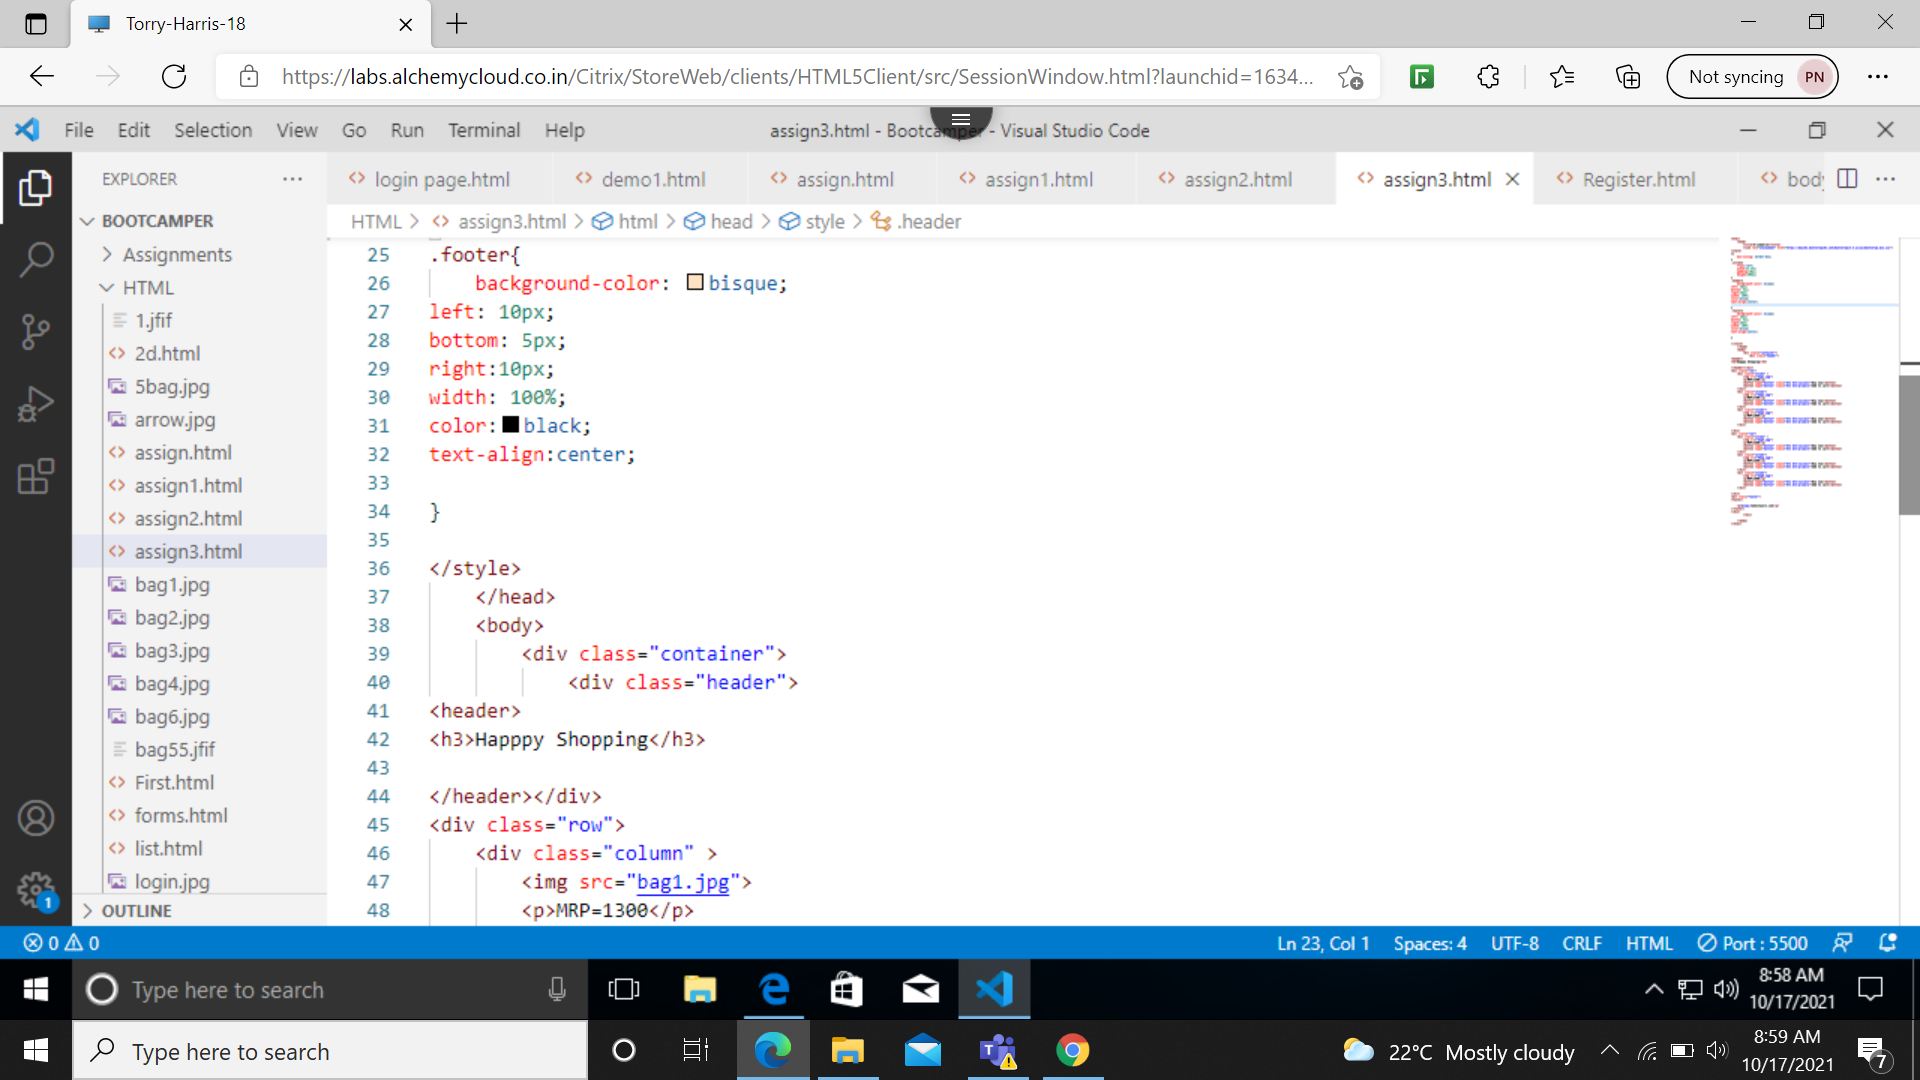 Torry-Harris-18
https://labs.alchemycloud.co.in/Citrix/StoreWeb/clients/HTML5Client/src/SessionWindow.html?launchid=1634...
Not syncing PN
File Edit Selection View Go Run Terminal Help
assign3.html - Bootcamper - Visual Studio Code
EXPLORER
login page.html demo1.html assign.html assign1.html assign2.html assign3.html Register.html body
BOOTCAMPER
HTML > assign3.html > html > head > style > .header
Assignments
HTML
1.jfif
2d.html
5bag.jpg
arrow.jpg
assign.html
assign1.html
assign2.html
assign3.html
bag1.jpg
bag2.jpg
bag3.jpg
bag4.jpg
bag6.jpg
bag55.jfif
First.html
forms.html
list.html
login.jpg
OUTLINE
25 .footer{
26 background-color: bisque;
27 left: 10px;
28 bottom: 5px;
29 right:10px;
30 width: 100%;
31 color: black;
32 text-align:center;
33
34 }
35
36 </style>
37 </head>
38 <body>
39 <div class="container">
40 <div class="header">
41 <header>
42 <h3>Happpy Shopping</h3>
43
44 </header></div>
45 <div class="row">
46 <div class="column" >
47 <img src="bag1.jpg">
48 <p>MRP=1300</p>
1
0 0
Ln 23, Col 1 Spaces: 4 UTF-8 CRLF HTML Port : 5500
Type here to search
8:58 AM
10/17/2021
Type here to search
22°C Mostly cloudy
8:59 AM
10/17/2021
7